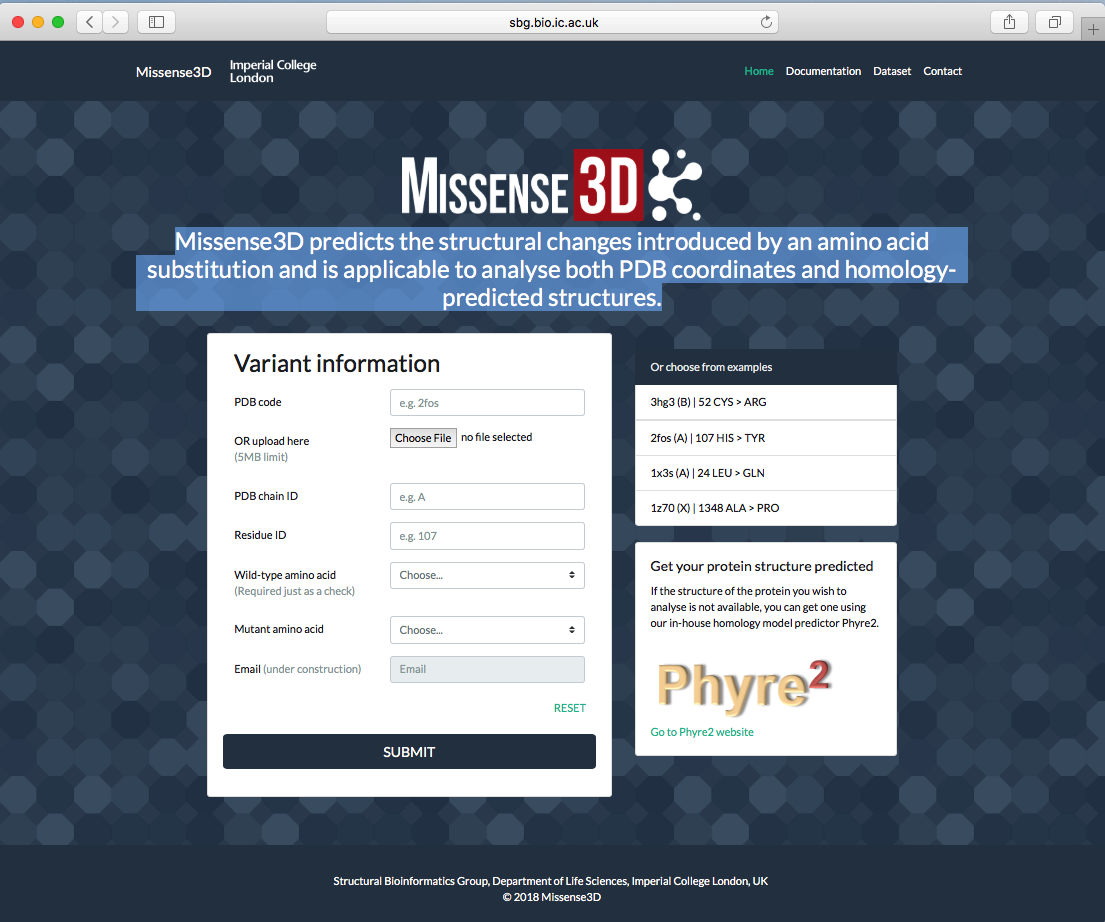 sbg.bio.ic.ac.uk
Missense3D
Imperial College
London
Home Documentation Dataset Contact
MISSENSE 3D
Missense3D predicts the structural changes introduced by an amino acid
substitution and is applicable to analyse both PDB coordinates and homology-
predicted structures.
Variant information
PDB code
e.g. 2fos
OR upload here
(5MB limit)
Choose File no file selected
PDB chain ID
e.g. A
Residue ID
e.g. 107
Wild-type amino acid
(Required just as a check)
Choose...
Mutant amino acid
Choose...
Email (under construction)
Email
RESET
SUBMIT
Or choose from examples
3hg3 (B) | 52 CYS > ARG
2fos (A) | 107 HIS > TYR
1x3s (A) | 24 LEU > GLN
1z70 (X) | 1348 ALA > PRO
Get your protein structure predicted
If the structure of the protein you wish to
analyse is not available, you can get one using
our in-house homology model predictor Phyre2.
Phyre2
Go to Phyre2 website
Structural Bioinformatics Group, Department of Life Sciences, Imperial College London, UK
© 2018 Missense3D